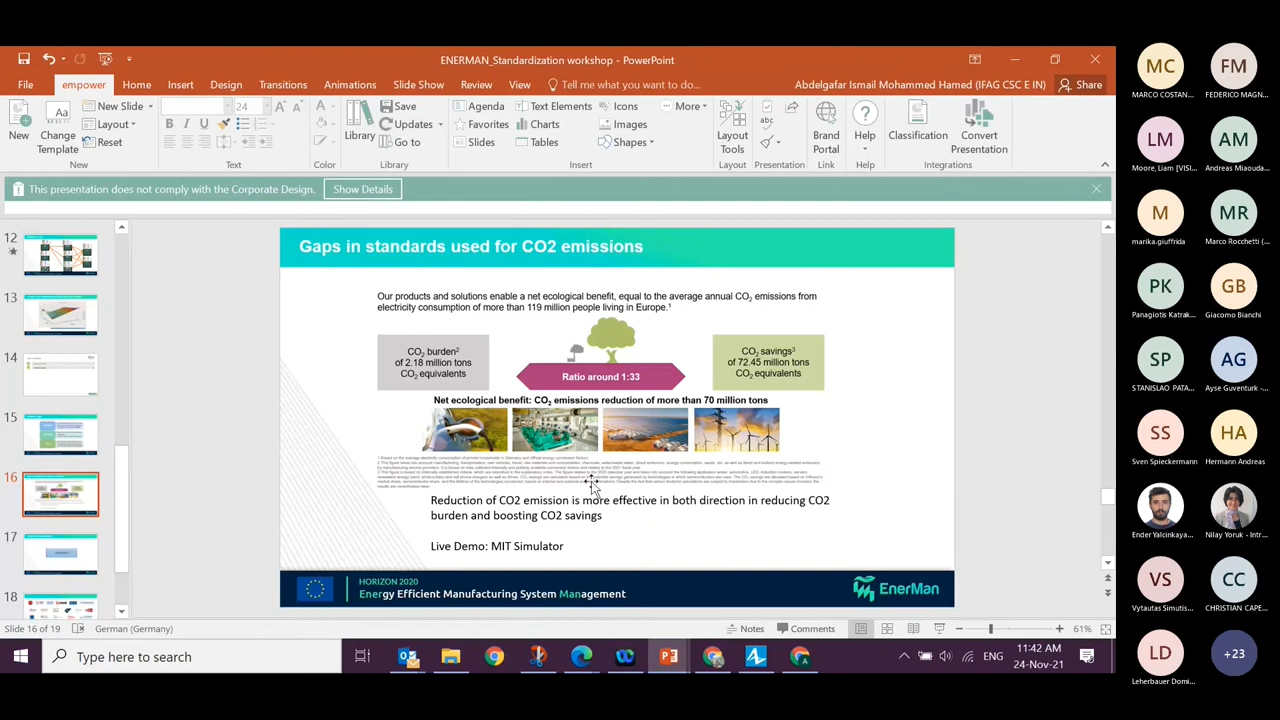 ENERMAN_Standardization workshop - PowerPoint
File
empower
Home
Insert
Design
Transitions
Animations
Slide Show
Review
View
Tell me what you want to do...
Abdelgafar Ismail Mohammed Hamed (IFAG CSC E IN)
Share
New
Change Template
New Slide
Layout
Reset
New
24
B I U
Text
A
Color
Library
Save
Updates
Go to
Library
Agenda
Favorites
Slides
Text Elements
Charts
Tables
Icons
Images
Shapes
More
Insert
Layout Tools
Layout
abc
Presentation
Brand Portal
Link
Help
Help
Classification
Convert Presentation
Integrations
This presentation does not comply with the Corporate Design.
Show Details
12
13
14
15
16
17
18
Gaps in standards used for CO2 emissions
Our products and solutions enable a net ecological benefit, equal to the average annual CO2 emissions from
electricity consumption of more than 119 million people living in Europe.1
CO2 burden2
of 2.18 million tons
CO2 equivalents
Ratio around 1:33
CO2 savings3
of 72.45 million tons
CO2 equivalents
Net ecological benefit: CO2 emissions reduction of more than 70 million tons
Reduction of CO2 emission is more effective in both direction in reducing CO2
burden and boosting CO2 savings
Live Demo: MIT Simulator
HORIZON 2020
Energy Efficient Manufacturing System Management
EnerMan
Slide 16 of 19
German (Germany)
Notes
Comments
61%
Type here to search
ENG
11:42 AM
24-Nov-21
MC
MARCO COSTAN...
FM
FEDERICO MAGN...
LM
Moore, Liam [VISI...
AM
Andreas Miaouda...
M
marika.giuffrida
MR
Marco Rocchetti (...
PK
Panagiotis Katrak...
GB
Giacomo Bianchi
SP
STANISLAO PATA...
AG
Ayse Guventurk -...
SS
Sven Spieckermann
HA
Hermann Andreas
Ender Yalcinkaya...
Nilay Yoruk - Intr...
VS
Vytautas Simutis...
CC
CHRISTIAN CAPE...
LD
Leherbauer Domi...
+23